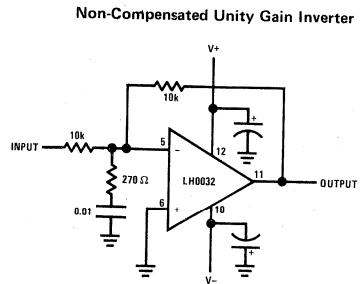 Non-Compensated Unity Gain Inverter
V+
10k
+
10k
INPUT
5
−
12
270 Ω
LH0032
11
OUTPUT
0.01
6
+
10
+
V−